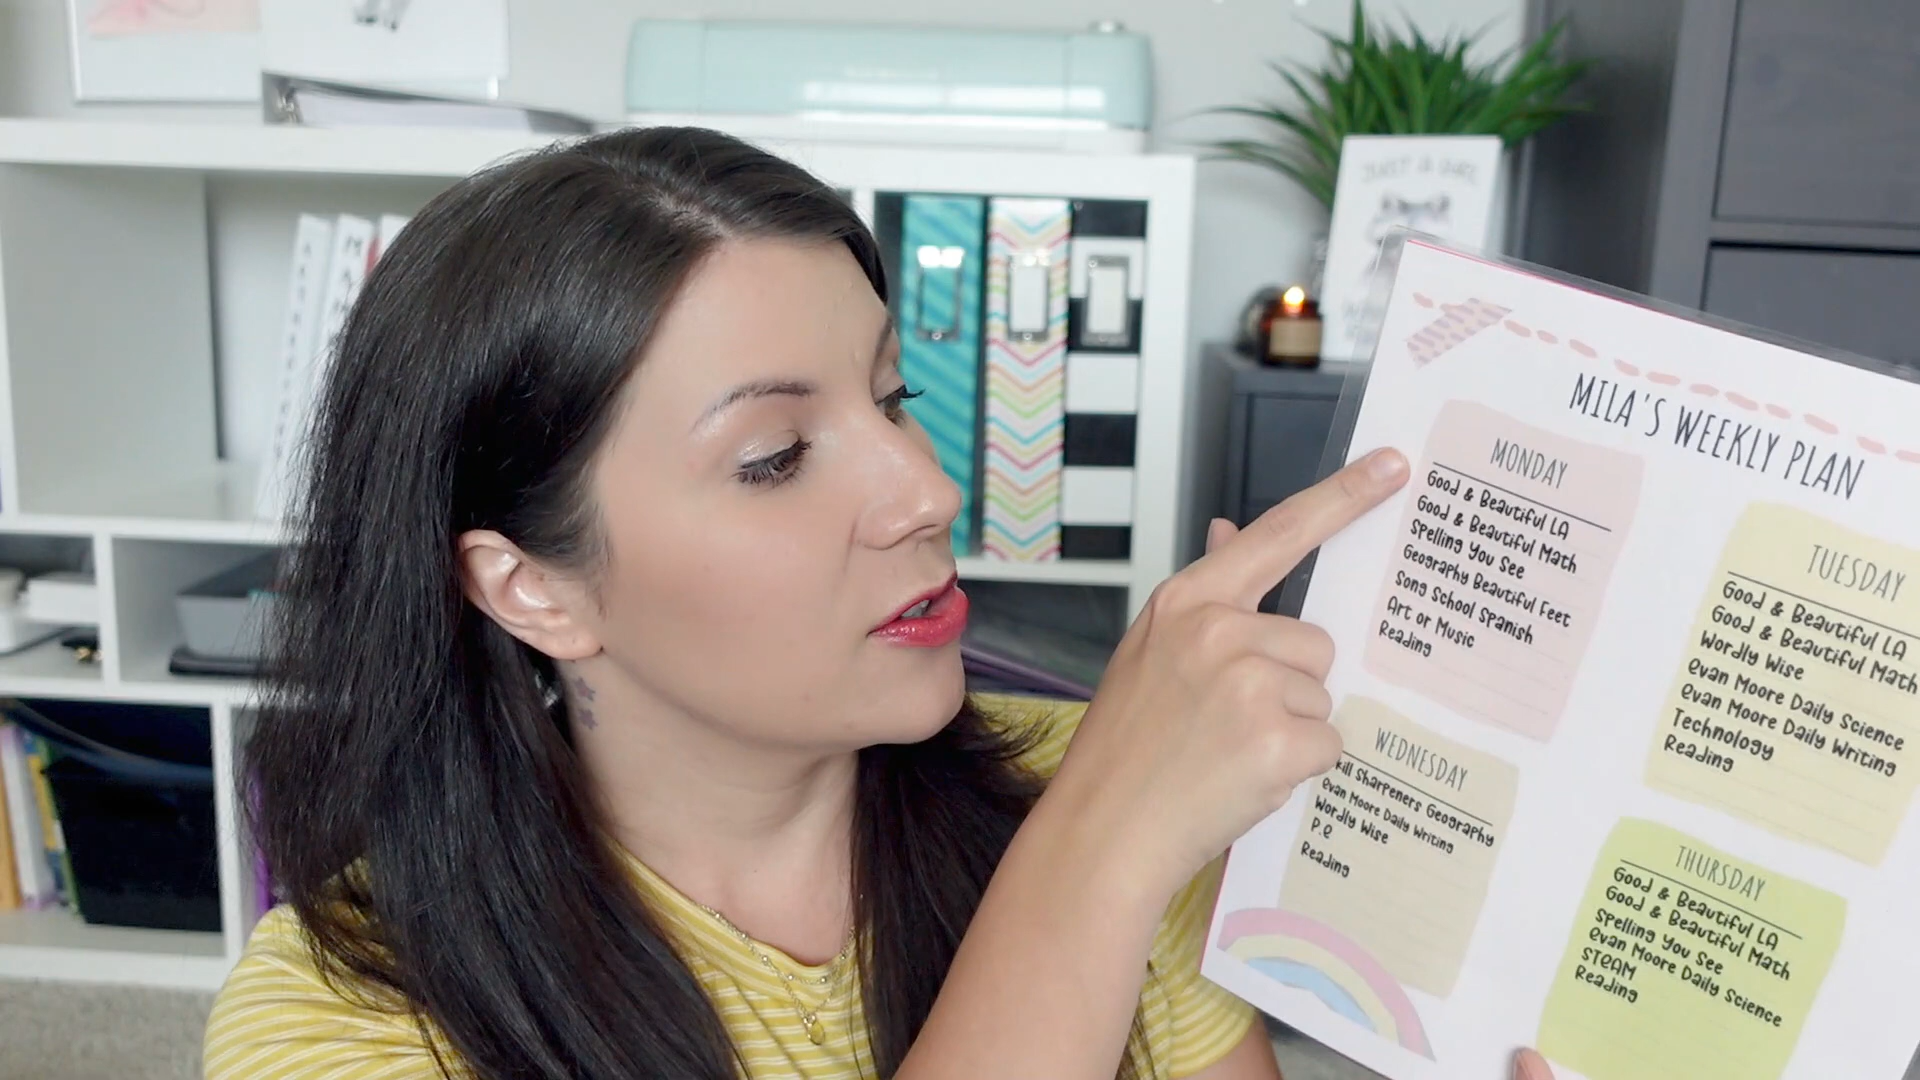 JUST A GIRL
MILA'S WEEKLY PLAN
MONDAY
Good & Beautiful LA
Good & Beautiful Math
Spelling You See
Geography Beautiful Feet
Song School Spanish
Art or Music
Reading
TUESDAY
Good & Beautiful LA
Good & Beautiful Math
Wordly Wise
Evan Moore Daily Science
Evan Moore Daily Writing
Technology
Reading
WEDNESDAY
kill Sharpeners Geography
Evan Moore Daily Writing
Wordly Wise
P.E
Reading
THURSDAY
Good & Beautiful LA
Good & Beautiful Math
Spelling You See
Evan Moore Daily Science
STEAM
Reading